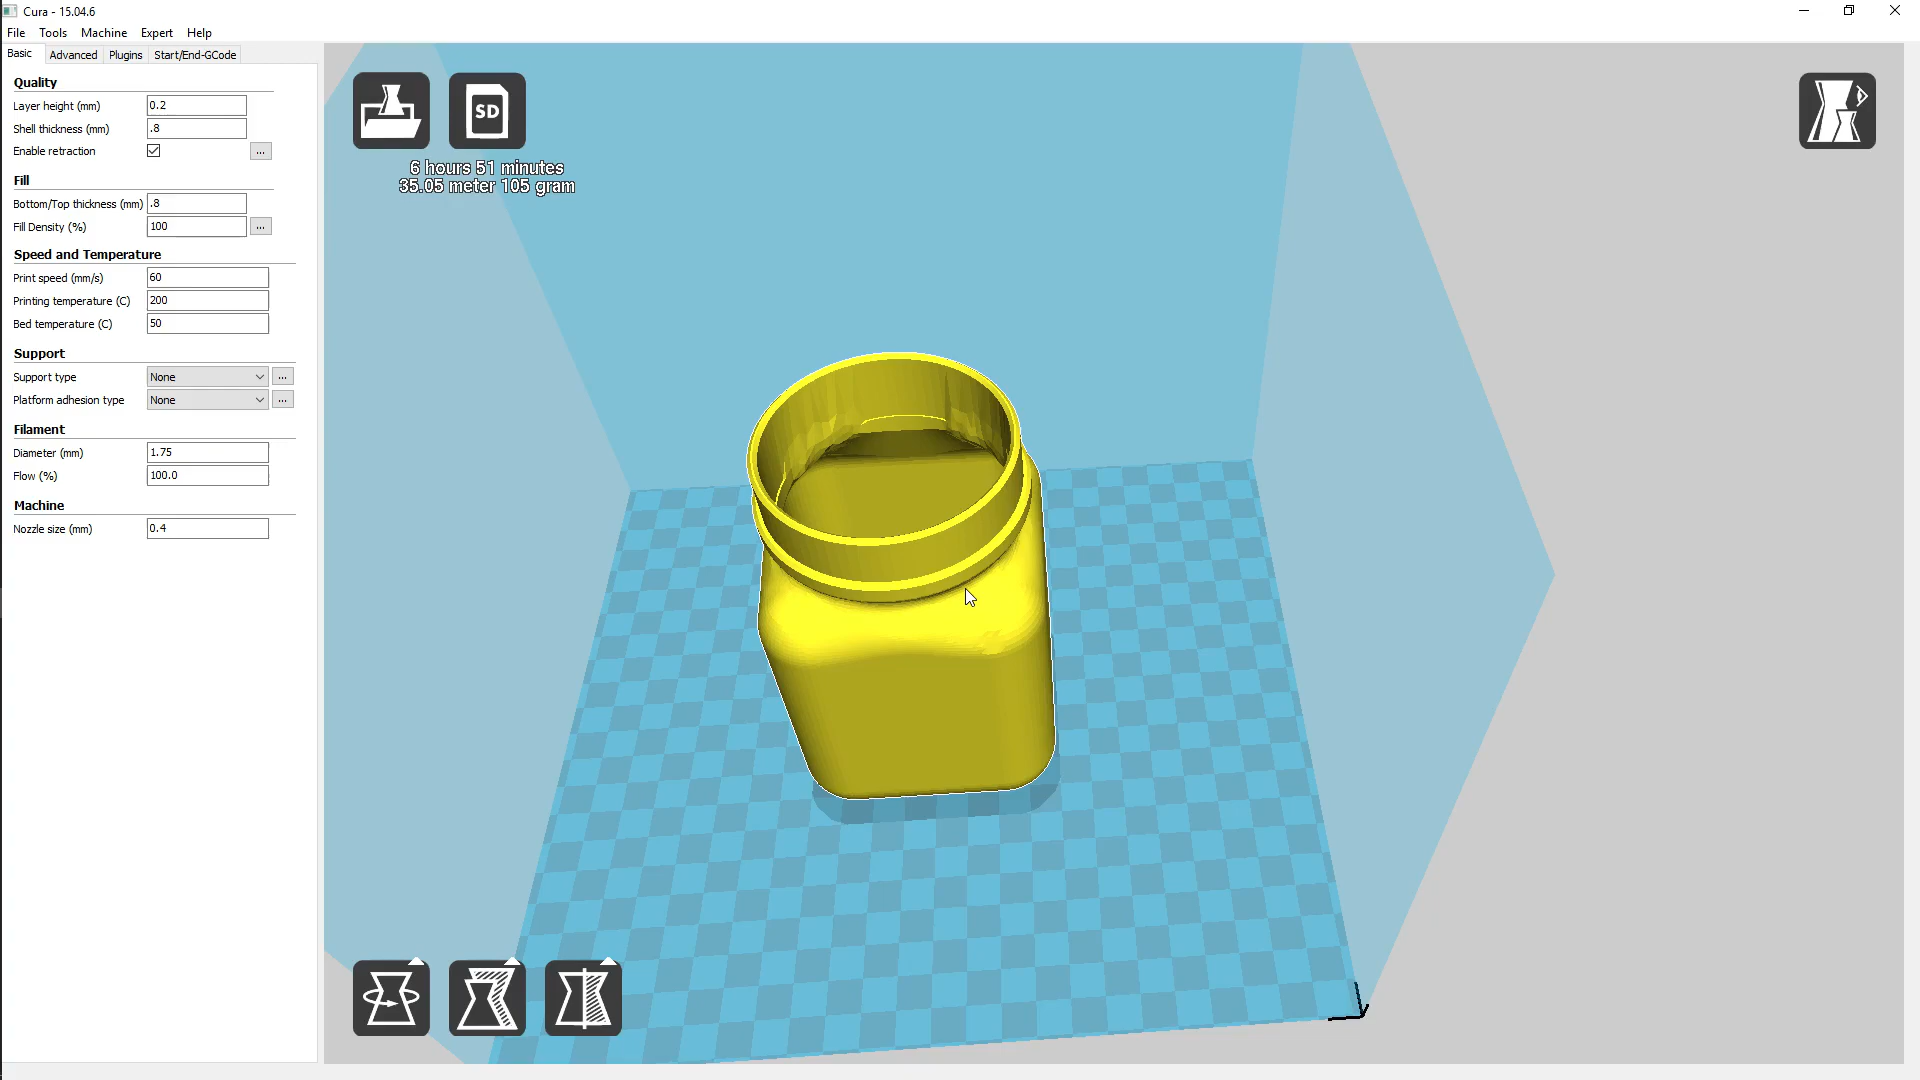 Cura - 15.04.6
File Tools Machine Expert Help
Basic Advanced Plugins Start/End-GCode
Quality
Layer height (mm) 0.2
Shell thickness (mm) .8
Enable retraction ...
Fill
Bottom/Top thickness (mm) .8
Fill Density (%) 100 ...
Speed and Temperature
Print speed (mm/s) 60
Printing temperature (C) 200
Bed temperature (C) 50
Support
Support type None ...
Platform adhesion type None ...
Filament
Diameter (mm) 1.75
Flow (%) 100.0
Machine
Nozzle size (mm) 0.4
SD
6 hours 51 minutes
35.05 meter 105 gram